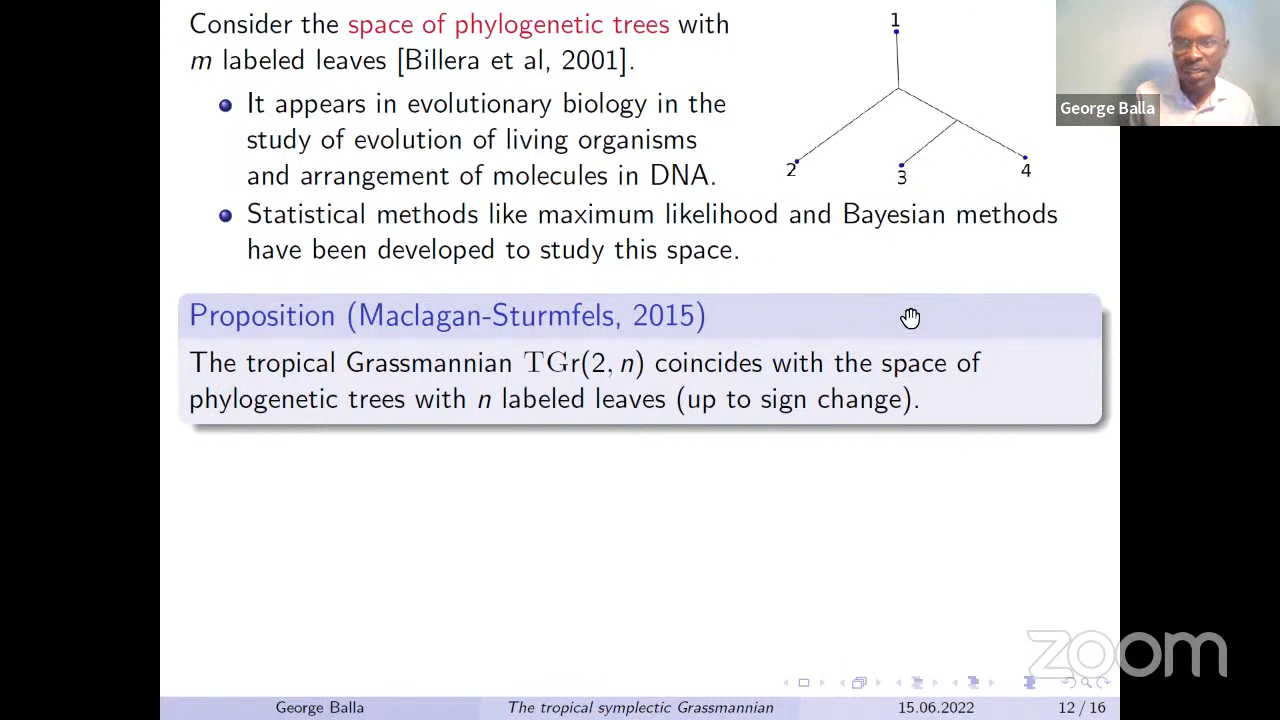 Consider the space of phylogenetic trees with
m labeled leaves [Billera et al, 2001].
It appears in evolutionary biology in the
study of evolution of living organisms
and arrangement of molecules in DNA.
Statistical methods like maximum likelihood and Bayesian methods
have been developed to study this space.
1
2
3
4
George Balla
Proposition (Maclagan-Sturmfels, 2015)
The tropical Grassmannian TGr(2, n) coincides with the space of
phylogenetic trees with n labeled leaves (up to sign change).
zoom
George Balla
The tropical symplectic Grassmannian
15.06.2022
12 / 16